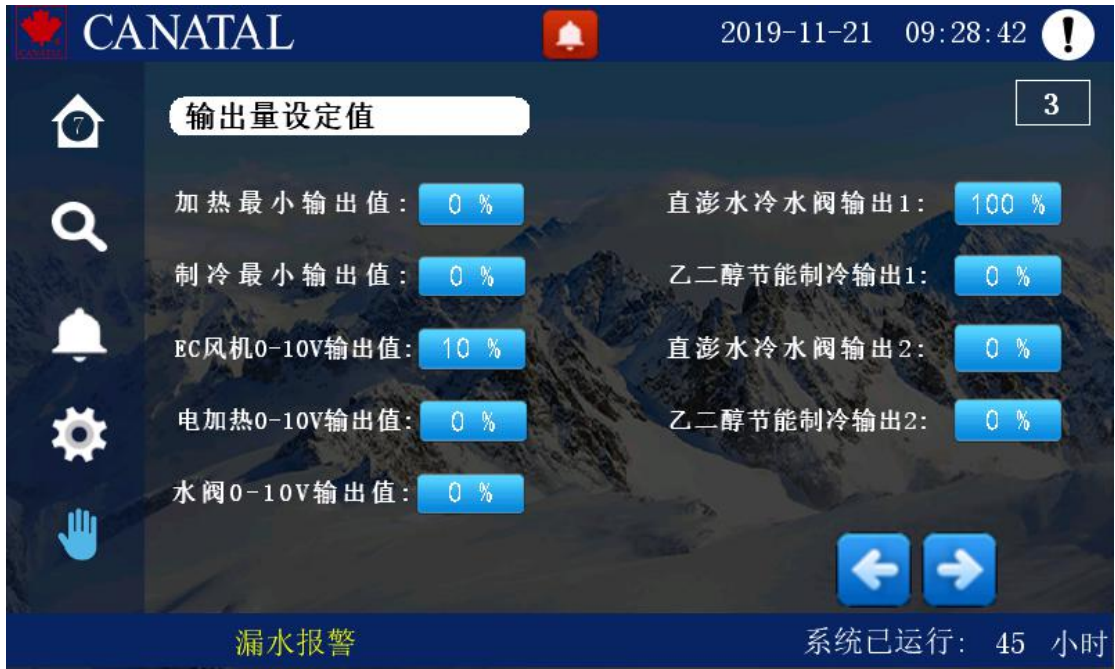 CANATAL
CANATAL 2019-11-21 09:28:42 !
7
输出量设定值
3
加热最小输出值: 0 %
直澎水冷水阀输出1: 100 %
制冷最小输出值: 0 %
乙二醇节能制冷输出1: 0 %
EC风机0-10V输出值: 10 %
直澎水冷水阀输出2: 0 %
电加热0-10V输出值: 0 %
乙二醇节能制冷输出2: 0 %
水阀0-10V输出值: 0 %
漏水报警
系统已运行: 45 小时